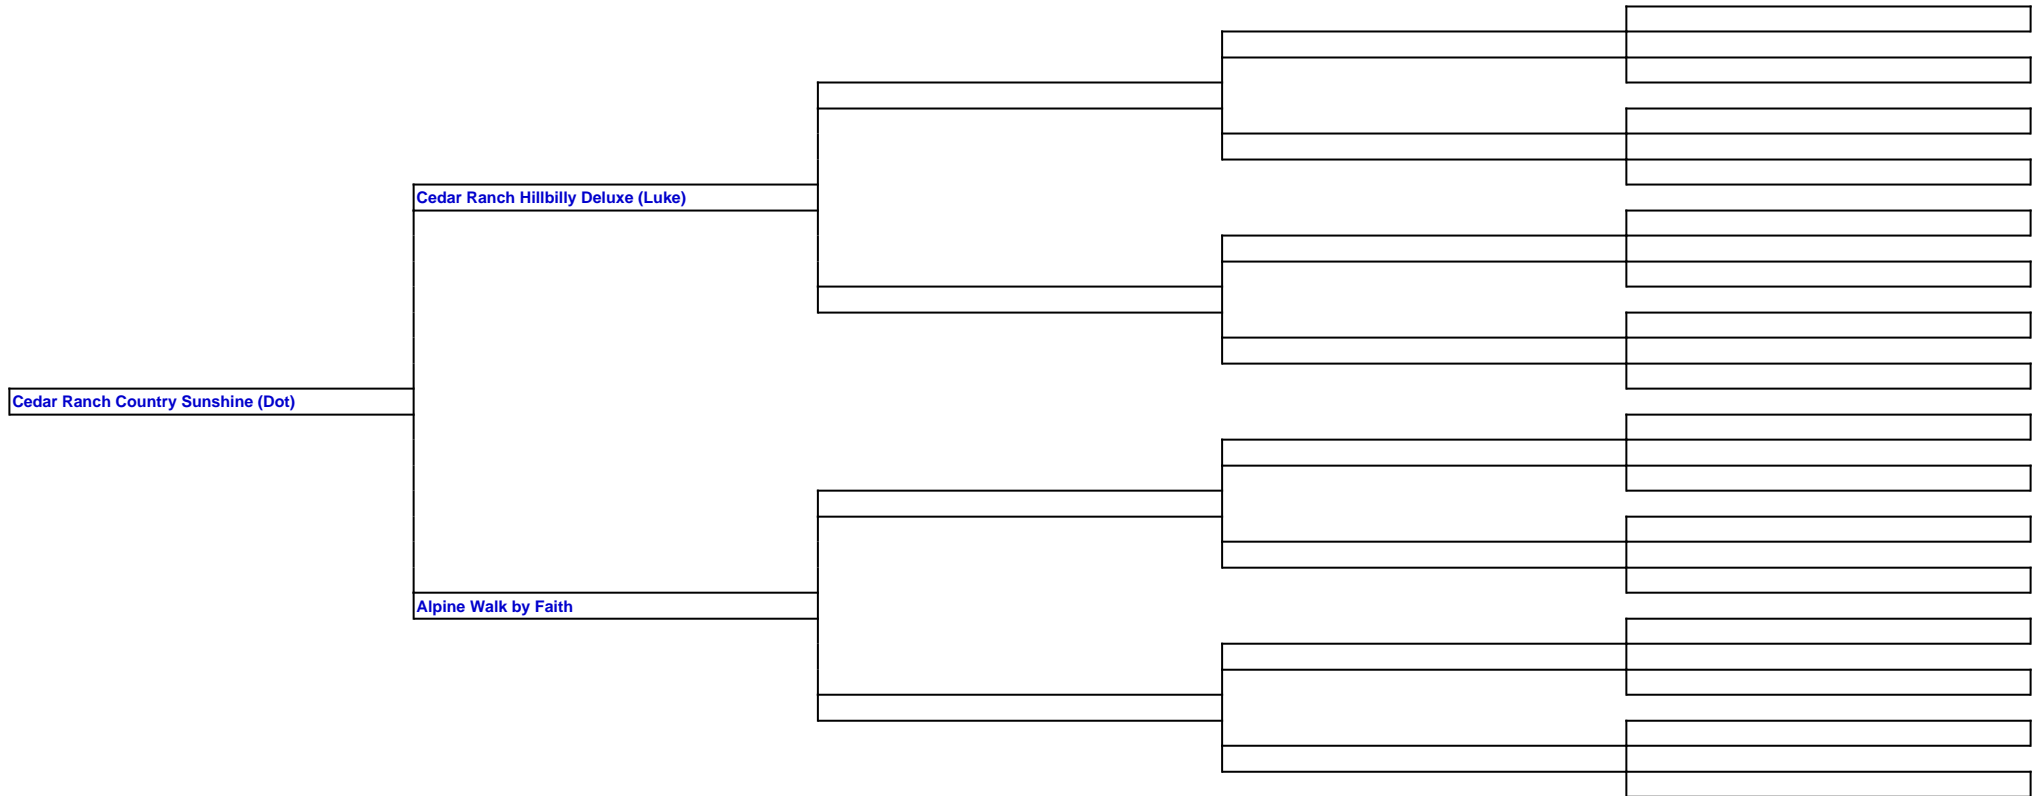 Cedar Ranch Hillbilly Deluxe (Luke)
Cedar Ranch Country Sunshine (Dot)
Alpine Walk by Faith